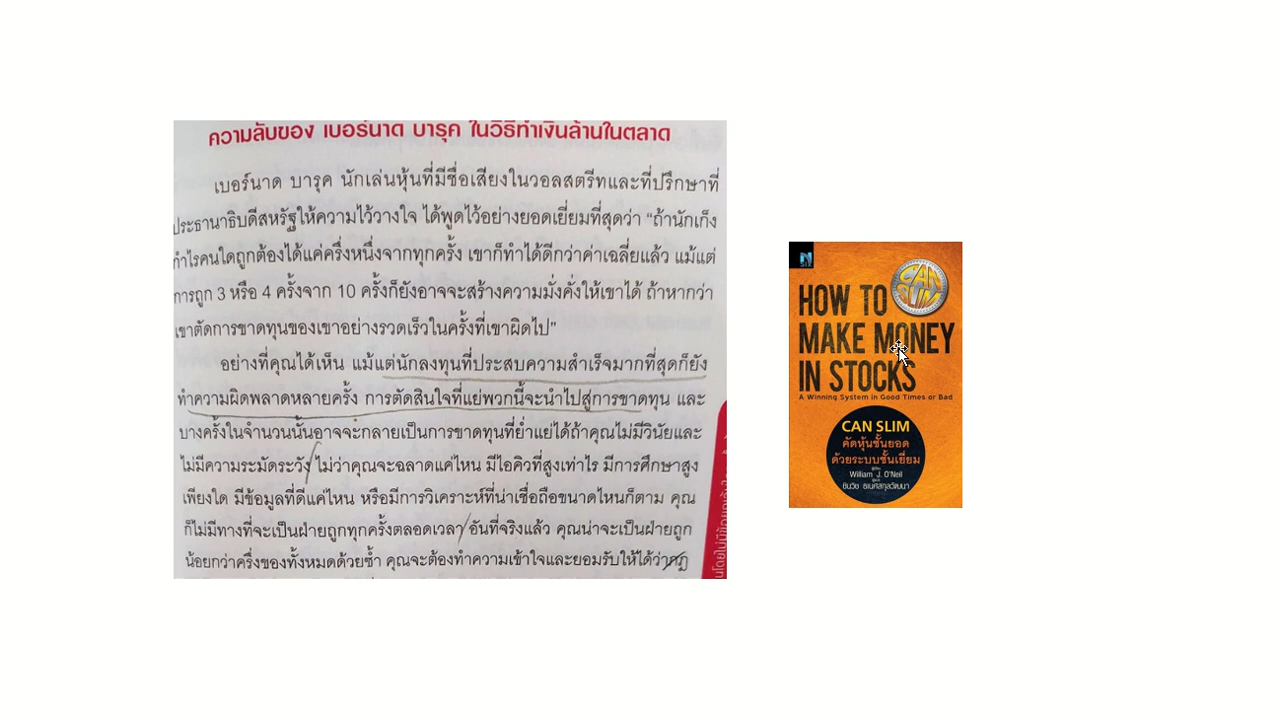 ความลับของ เบอร์นาด บารุค ในวิธีทำเงินล้านในตลาด
เบอร์นาด บารุค นักเล่นหุ้นที่มีชื่อเสียงในวอลสตรีทและที่ปรึกษาที่
ประธานาธิบดีสหรัฐให้ความไว้วางใจ ได้พูดไว้อย่างยอดเยี่ยมที่สุดว่า “ถ้านักเก็ง
กำไรคนใดถูกต้องได้แค่ครึ่งหนึ่งจากทุกครั้ง เขาก็ทำได้ดีกว่าค่าเฉลี่ยแล้ว แม้แต่
การถูก 3 หรือ 4 ครั้งจาก 10 ครั้งก็ยังอาจจะสร้างความมั่งคั่งให้เขาได้ ถ้าหากว่า
เขาตัดการขาดทุนของเขาอย่างรวดเร็วในครั้งที่เขาผิดไป”
อย่างที่คุณได้เห็น แม้แต่นักลงทุนที่ประสบความสำเร็จมากที่สุดก็ยัง
ทำความผิดพลาดหลายครั้ง การตัดสินใจที่แย่พวกนี้จะนำไปสู่การขาดทุน และ
บางครั้งในจำนวนนั้นอาจจะกลายเป็นการขาดทุนที่ย่ำแย่ได้ถ้าคุณไม่มีวินัยและ
ไม่มีความระมัดระวัง ไม่ว่าคุณจะฉลาดแค่ไหน มีไอคิวที่สูงเท่าไร มีการศึกษาสูง
เพียงใด มีข้อมูลที่ดีแค่ไหน หรือมีการวิเคราะห์ที่น่าเชื่อถือขนาดไหนก็ตาม คุณ
ก็ไม่มีทางที่จะเป็นฝ่ายถูกทุกครั้งตลอดเวลา อันที่จริงแล้ว คุณน่าจะเป็นฝ่ายถูก
น้อยกว่าครึ่งของทั้งหมดด้วยซ้ำ คุณจะต้องทำความเข้าใจและยอมรับให้ได้ว่ากฎ
CAN
SLIM
HOW TO
MAKE MONEY
IN STOCKS
A Winning System in Good Times or Bad
CAN SLIM
คัดหุ้นชั้นยอด
ด้วยระบบชั้นเยี่ยม
William J. O'Neil